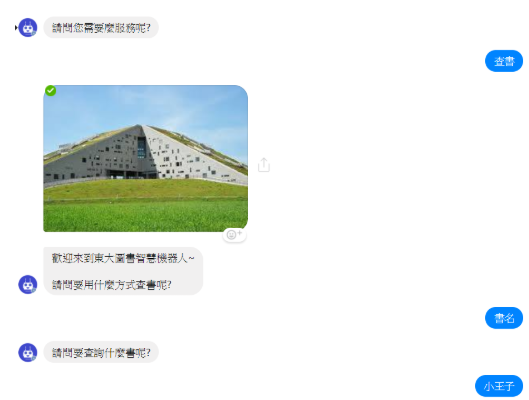 請問您需要麼服務呢?
查書
歡迎來到東大圖書智慧機器人~
請問要用什麼方式查書呢?
書名
請問要查詢什麼書呢?
小王子